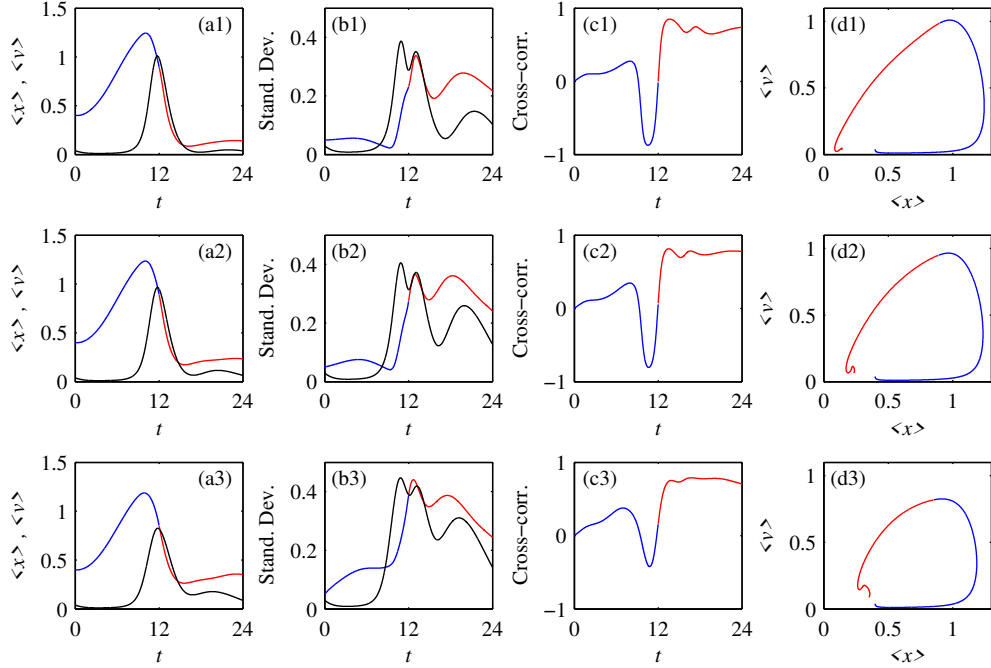 (a1) (b1) (c1) (d1)
<x> , <v> Stand. Dev. Cross−corr. <v>
1.5 1 0.5 0
0.4 0.2 0
1 0 −1
1 0.5 0
0 12 24 0 12 24 0 12 24 0 0.5 1
t t t <x>
(a2) (b2) (c2) (d2)
<x> , <v> Stand. Dev. Cross−corr. <v>
1.5 1 0.5 0
0.4 0.2 0
1 0 −1
1 0.5 0
0 12 24 0 12 24 0 12 24 0 0.5 1
t t t <x>
(a3) (b3) (c3) (d3)
<x> , <v> Stand. Dev. Cross−corr. <v>
1.5 1 0.5 0
0.4 0.2 0
1 0 −1
1 0.5 0
0 12 24 0 12 24 0 12 24 0 0.5 1
t t t <x>